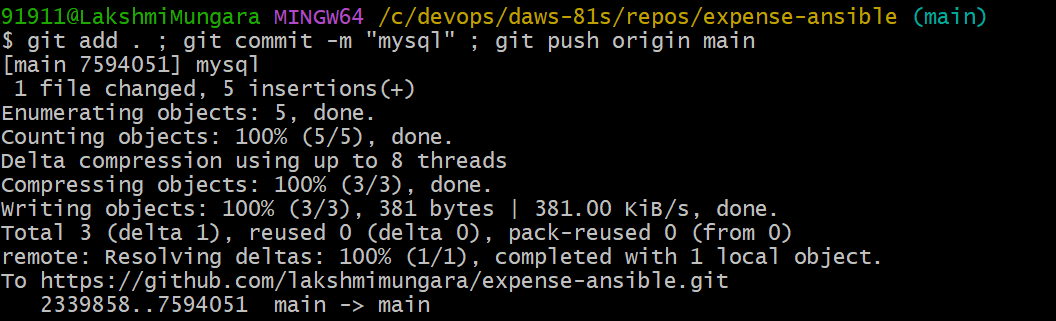 91911@LakshmiMungara MINGW64 /c/devops/daws-81s/repos/expense-ansible (main)
$ git add . ; git commit -m "mysql" ; git push origin main
[main 7594051] mysql
 1 file changed, 5 insertions(+)
Enumerating objects: 5, done.
Counting objects: 100% (5/5), done.
Delta compression using up to 8 threads
Compressing objects: 100% (3/3), done.
Writing objects: 100% (3/3), 381 bytes | 381.00 KiB/s, done.
Total 3 (delta 1), reused 0 (delta 0), pack-reused 0 (from 0)
remote: Resolving deltas: 100% (1/1), completed with 1 local object.
To https://github.com/lakshmimungara/expense-ansible.git
   2339858..7594051  main -> main